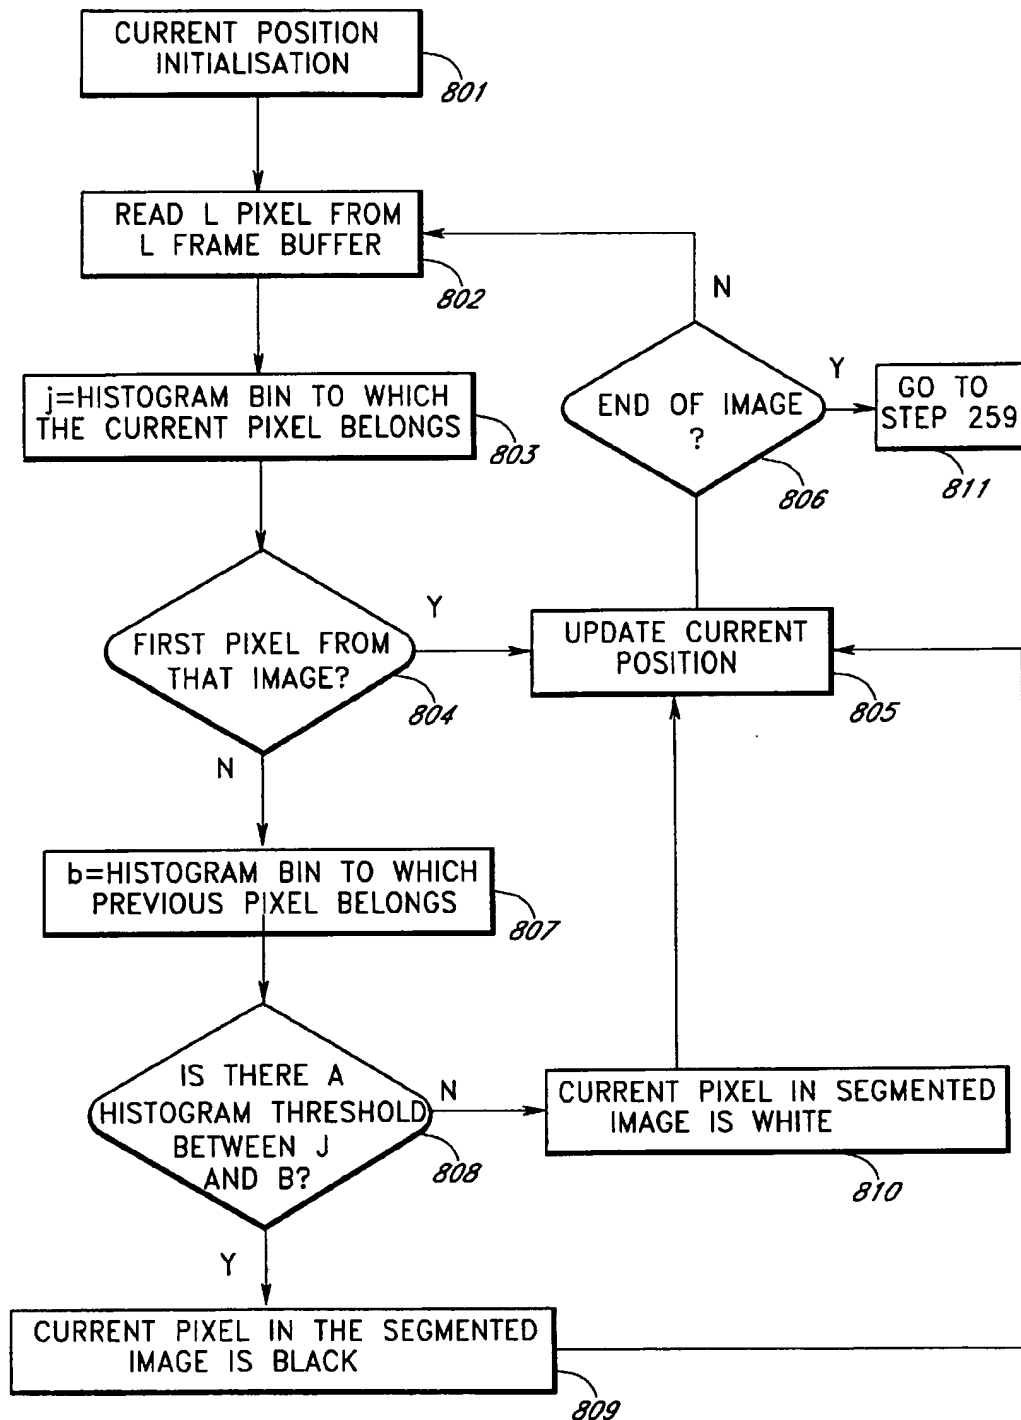 CURRENT POSITION
INITIALISATION
801
READ L PIXEL FROM
L FRAME BUFFER
802
N
j=HISTOGRAM BIN TO WHICH
THE CURRENT PIXEL BELONGS
803
END OF IMAGE
?
806
Y
GO TO
STEP 259
811
FIRST PIXEL FROM
THAT IMAGE?
804
Y
N
UPDATE CURRENT
POSITION
805
b=HISTOGRAM BIN TO WHICH
PREVIOUS PIXEL BELONGS
807
IS THERE A
HISTOGRAM THRESHOLD
BETWEEN J
AND B?
808
N
Y
CURRENT PIXEL IN SEGMENTED
IMAGE IS WHITE
810
CURRENT PIXEL IN THE SEGMENTED
IMAGE IS BLACK
809